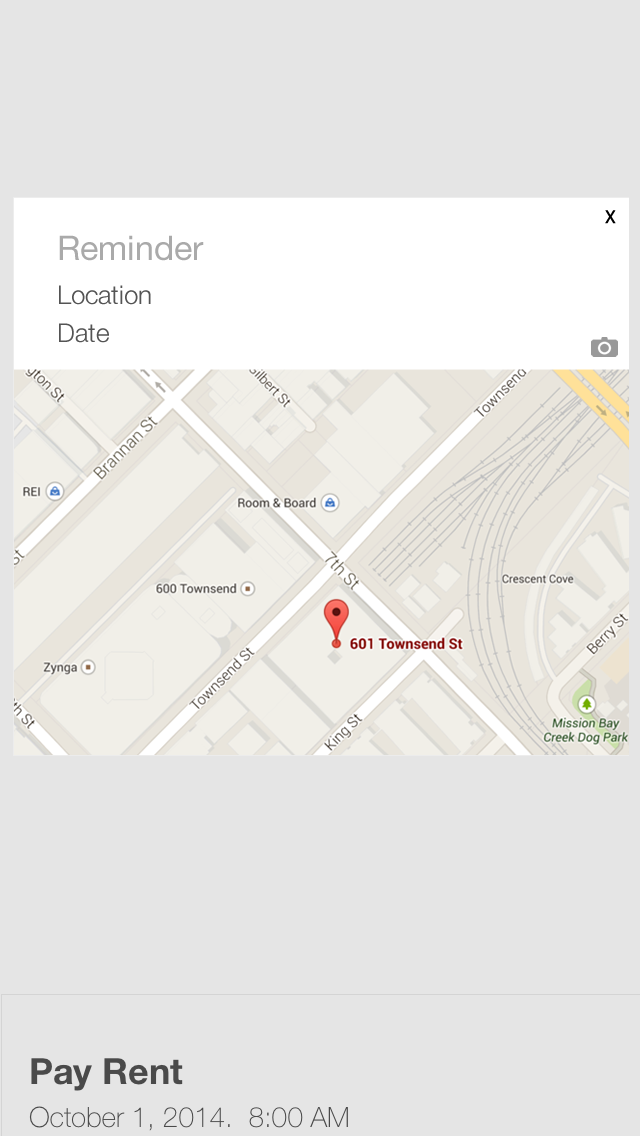 X
Reminder
Location
Date
gton St
Gilbert St
Townsend
Brannan St
REI
Room & Board
St
7th St
Crescent Cove
600 Townsend
601 Townsend St
Berry St
Zynga
Townsend St
th St
King St
Mission Bay
Creek Dog Park
Pay Rent
October 1, 2014.  8:00 AM